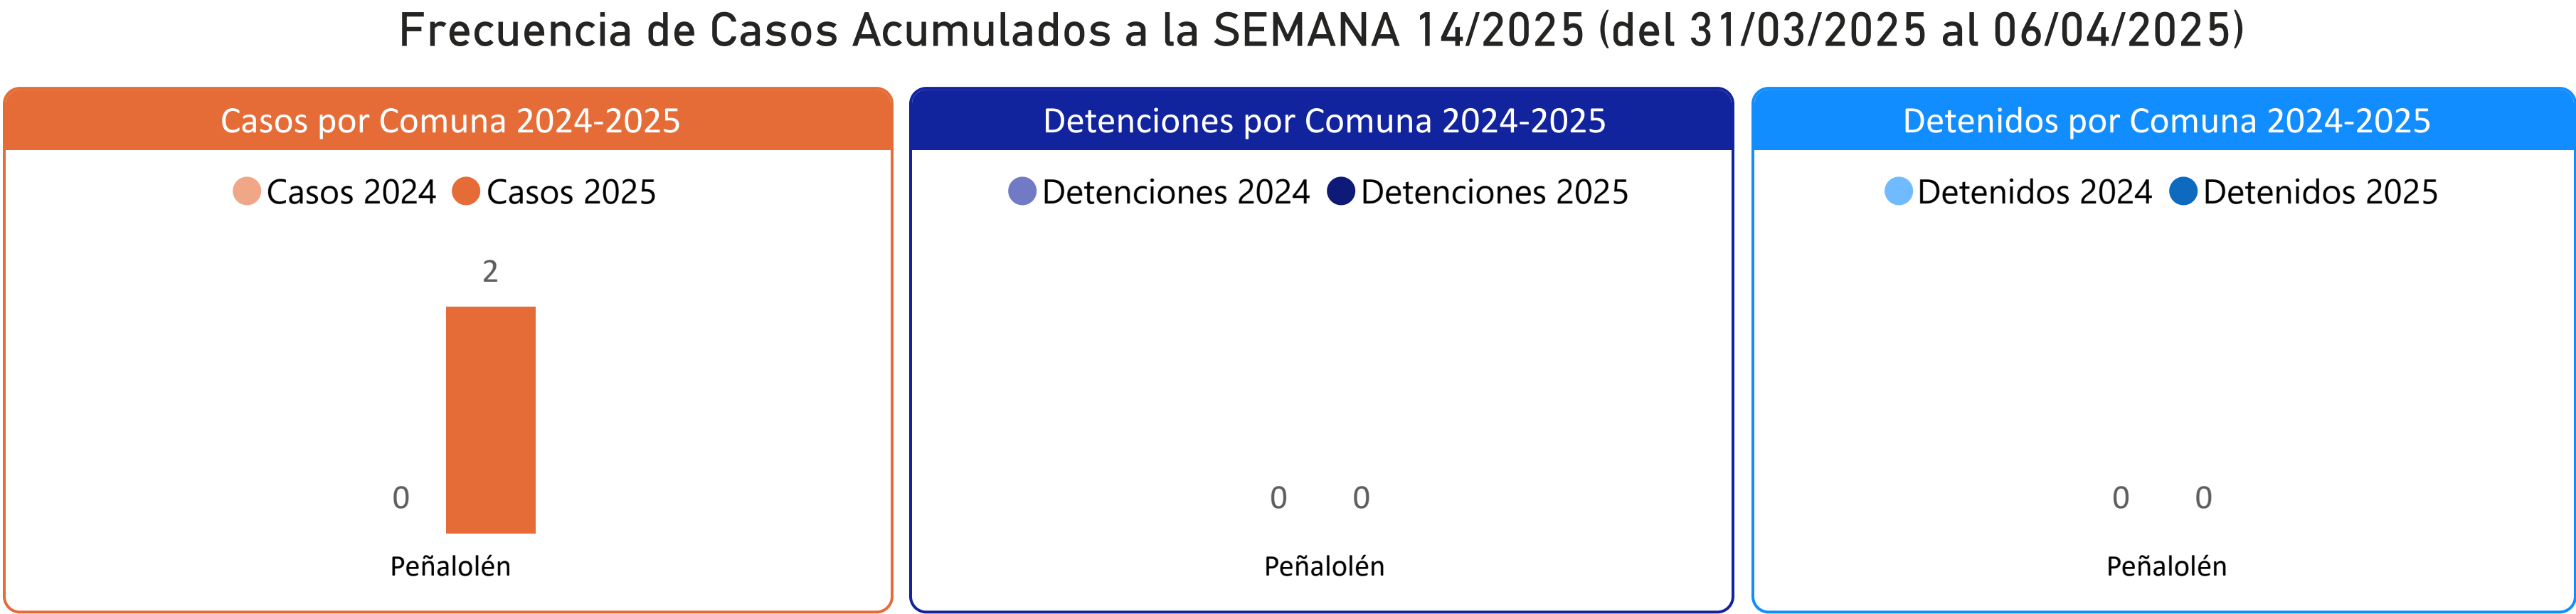 Frecuencia de Casos Acumulados a la SEMANA 14/2025 (del 31/03/2025 al 06/04/2025)
Casos por Comuna 2024-2025
Casos 2024 Casos 2025
2
0
Peñalolén
Detenciones por Comuna 2024-2025
Detenciones 2024 Detenciones 2025
0 0
Peñalolén
Detenidos por Comuna 2024-2025
Detenidos 2024 Detenidos 2025
0 0
Peñalolén